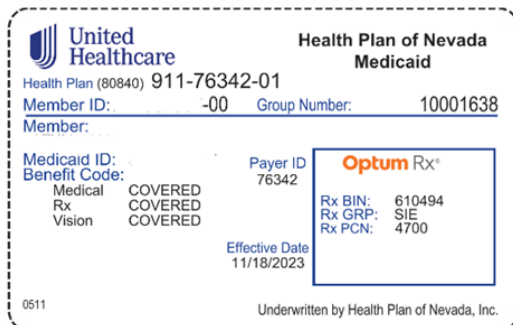 United
Healthcare
Health Plan of Nevada
Medicaid
Health Plan (80840) 911-76342-01
Member ID: -00 Group Number: 10001638
Member:
Medicaid ID:
Benefit Code:
Medical COVERED
Rx COVERED
Vision COVERED
Payer ID
76342
Effective Date
11/18/2023
Optum Rx®
Rx BIN: 610494
Rx GRP: SIE
Rx PCN: 4700
0511
Underwritten by Health Plan of Nevada, Inc.